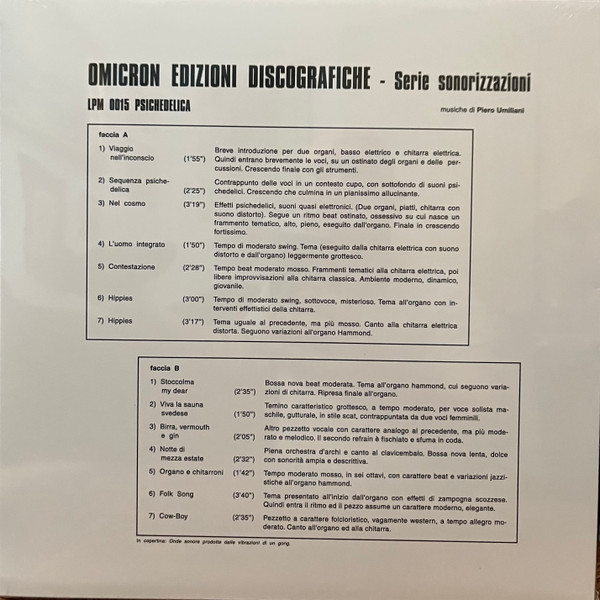 OMICRON EDIZIONI DISCOGRAFICHE - Serie sonorizzazioni
LPM 0015 PSICHEDELICA
musiche di Piero Umiliani
faccia A
1) Viaggio nell'inconscio (1'55") Breve introduzione per due organi, basso elettrico e chitarra elettrica.
Quindi entrano brevemente le voci, su un ostinato degli organi e delle per-
cussioni. Crescendo finale con gli strumenti.
2) Sequenza psiche-
delica (2'25") Contrappunto delle voci in un contesto cupo, con sottofondo di suoni psi-
chedelici. Crescendo che culmina in un pianissimo allucinante.
3) Nel cosmo (3'19") Effetti psichedelici, suoni quasi elettronici. (Due organi, piatti, chitarra con
suono distorto). Segue un ritmo beat ostinato, ossessivo su cui nasce un
frammento tematico, alto, pieno, eseguito dall'organo. Finale in crescendo
fortissimo.
4) L'uomo integrato (1'50") Tempo di moderato swing. Tema (eseguito dalla chitarra elettrica con suono
distorto e dall'organo) leggermente grottesco.
5) Contestazione (2'28") Tempo beat moderato mosso. Frammenti tematici alla chitarra elettrica, poi
libere improvvisazioni alla chitarra classica. Ambiente moderno, dinamico,
giovanile.
6) Hippies (3'00") Tempo di moderato swing, sottovoce, misterioso. Tema all'organo con in-
terventi effettistici della chitarra.
7) Hippies (3'17") Tema uguale al precedente, ma più mosso. Canto alla chitarra elettrica
distorta. Seguono variazioni all'organo Hammond.
faccia B
1) Stoccolma
my dear (2'35") Bossa nova beat moderata. Tema all'organo hammond, cui seguono varia-
zioni di chitarra. Ripresa finale all'organo.
2) Viva la sauna
svedese (1'50") Temino caratteristico grottesco, a tempo moderato, per voce solista ma-
schile, gutturale, in stile scat, contrappuntata da due voci femminili.
3) Birra, vermouth
e gin (2'05") Altro pezzetto vocale con carattere analogo al precedente, ma più mode-
rato e melodico. Il secondo refrain è fischiato e sfuma in coda.
4) Notte di
mezza estate (2'32") Piena orchestra d'archi e canto al clavicembalo. Bossa nova lenta, dolce
con sonorità ampia e descrittiva.
5) Organo e chitarroni (1'42") Tempo moderato mosso, in sei ottavi, con carattere beat e variazioni jazzi-
stiche all'organo hammond.
6) Folk Song (3'40") Tema presentato all'inizio dall'organo con effetti di zampogna scozzese.
Quindi entra il ritmo ed il pezzo assume un carattere moderno, elegante.
7) Cow-Boy (2'35") Pezzetto a carattere folcloristico, vagamente western, a tempo allegro mo-
derato. Canto all'organo ed alla chitarra.
In copertina: Onde sonore prodotte dalle vibrazioni di un gong.